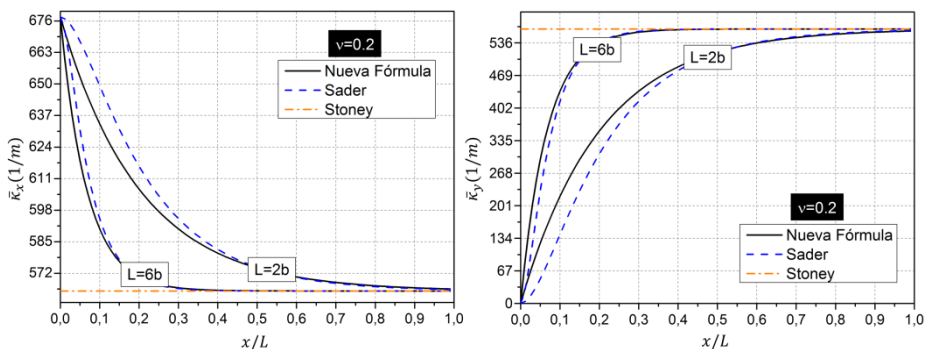 676
663
650
637
624
611
598
585
572
κ̄ₓ(1/m)
ν=0.2
Nueva Fórmula
Sader
Stoney
L=6b
L=2b
0,0 0,1 0,2 0,3 0,4 0,5 0,6 0,7 0,8 0,9 1,0
x/L
536
469
402
335
268
201
134
67
0
κ̄ᵧ(1/m)
L=6b
L=2b
ν=0.2
Nueva Fórmula
Sader
Stoney
0,0 0,1 0,2 0,3 0,4 0,5 0,6 0,7 0,8 0,9 1,0
x/L